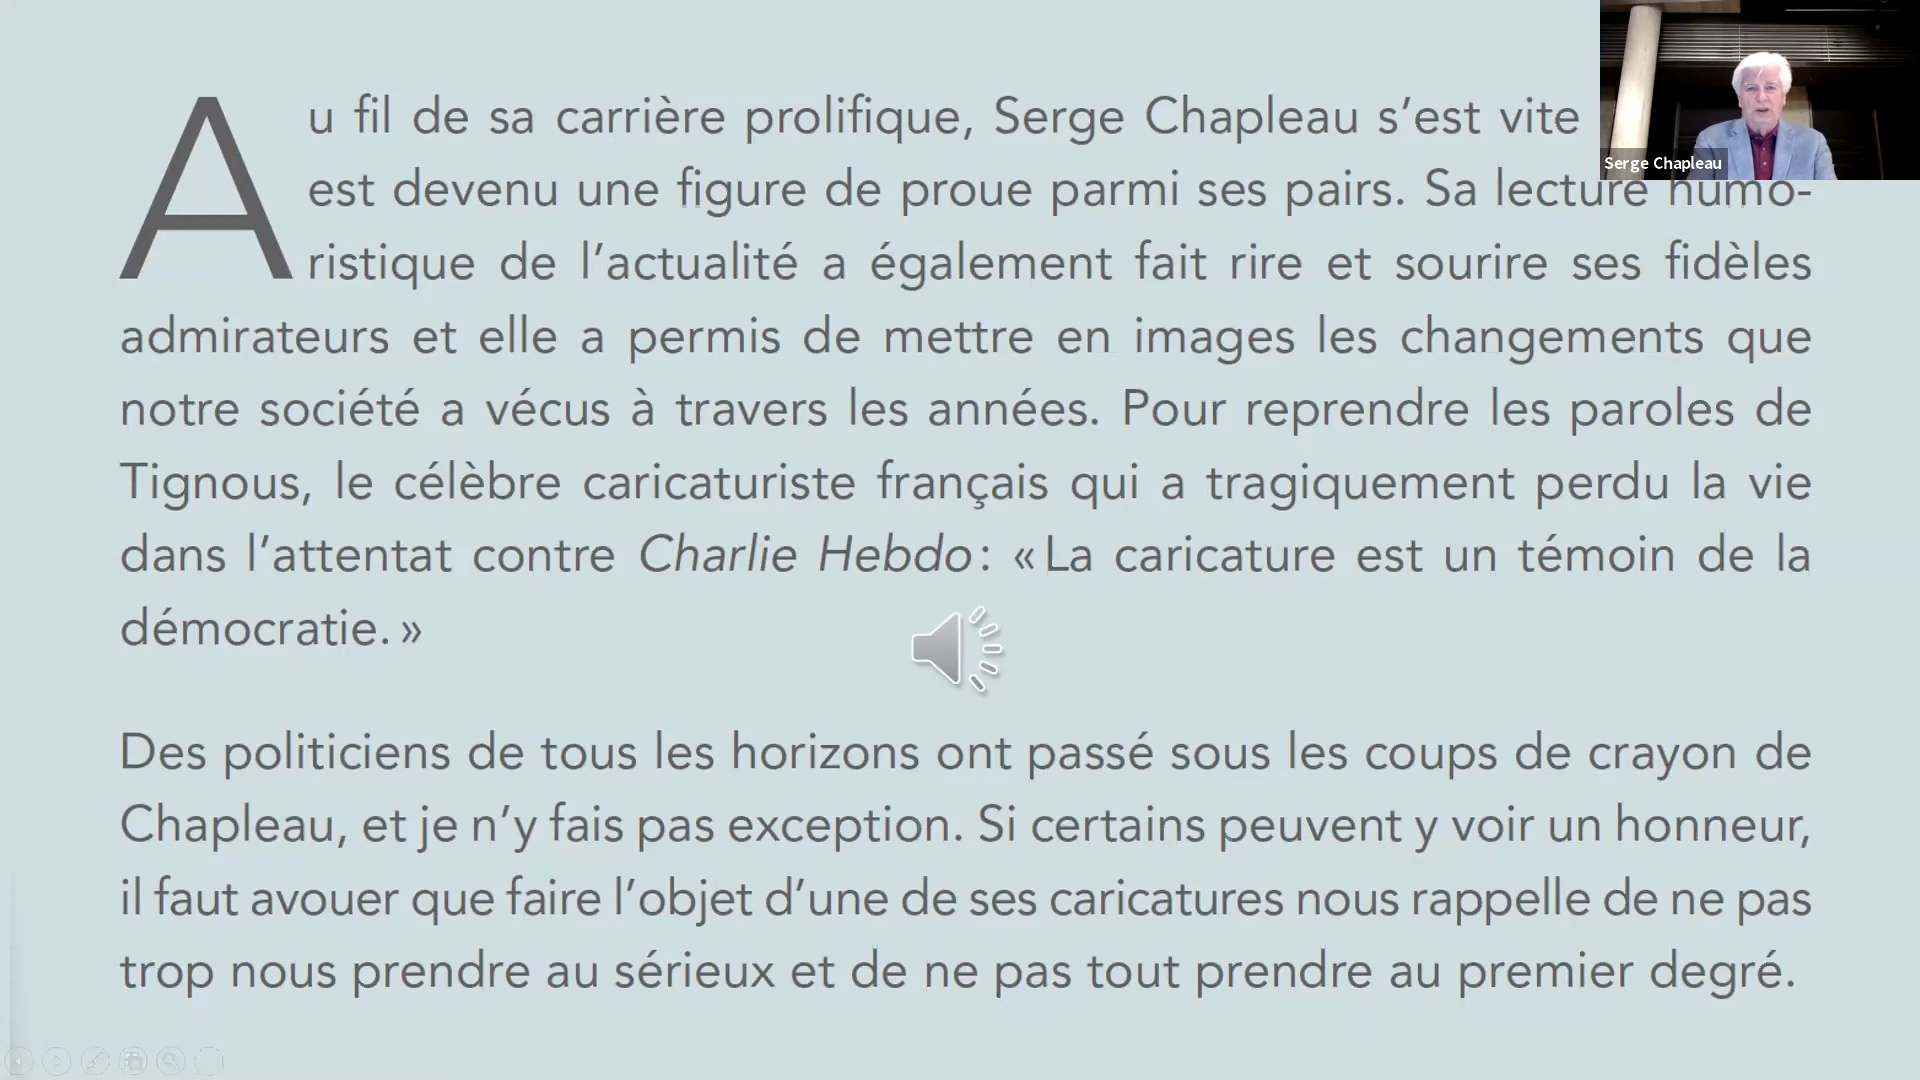 Au fil de sa carrière prolifique, Serge Chapleau s’est vite
Serge Chapleau
est devenu une figure de proue parmi ses pairs. Sa lecture humo-
ristique de l’actualité a également fait rire et sourire ses fidèles
admirateurs et elle a permis de mettre en images les changements que
notre société a vécus à travers les années. Pour reprendre les paroles de
Tignous, le célèbre caricaturiste français qui a tragiquement perdu la vie
dans l’attentat contre Charlie Hebdo : « La caricature est un témoin de la
démocratie. »
Des politiciens de tous les horizons ont passé sous les coups de crayon de
Chapleau, et je n’y fais pas exception. Si certains peuvent y voir un honneur,
il faut avouer que faire l’objet d’une de ses caricatures nous rappelle de ne pas
trop nous prendre au sérieux et de ne pas tout prendre au premier degré.